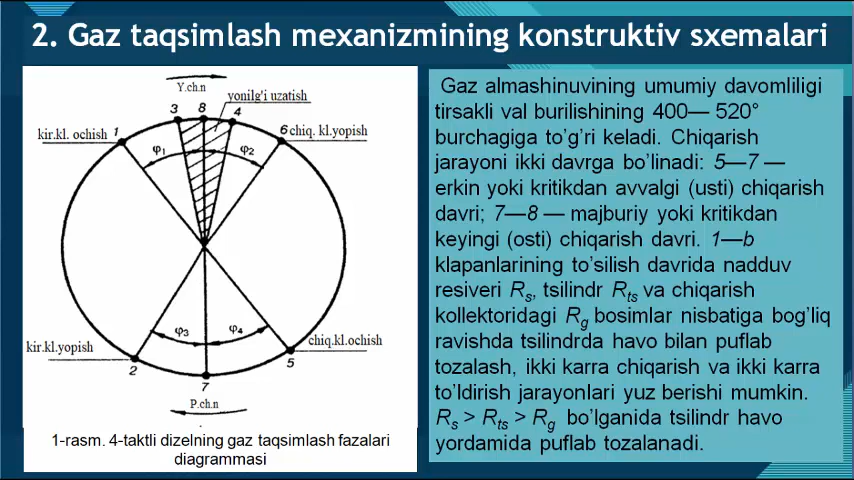 2. Gaz taqsimlash mexanizmining konstruktiv sxemalari
Y.ch.n
yonilg'i uzatish
3 8 4
kir.kl. ochish 1
6 chiq. kl.yopish
φ1 φ2
φ3 φ4
kir.kl.yopish
chiq.kl.ochish
2
5
7
P.ch.n
1-rasm. 4-taktli dizelning gaz taqsimlash fazalari
diagrammasi
Gaz almashinuvining umumiy davomliligi
tirsakli val burilishining 400— 520°
burchagiga to’g’ri keladi. Chiqarish
jarayoni ikki davrga bo’linadi: 5—7 —
erkin yoki kritikdan avvalgi (usti) chiqarish
davri; 7—8 — majburiy yoki kritikdan
keyingi (osti) chiqarish davri. 1—b
klapanlarining to’silish davrida nadduv
resiveri Rs, tsilindr Rts va chiqarish
kollektoridagi Rg bosimlar nisbatiga bog’liq
ravishda tsilindrda havo bilan puflab
tozalash, ikki karra chiqarish va ikki karra
to’ldirish jarayonlari yuz berishi mumkin.
Rs > Rts > Rg bo’lganida tsilindr havo
yordamida puflab tozalanadi.